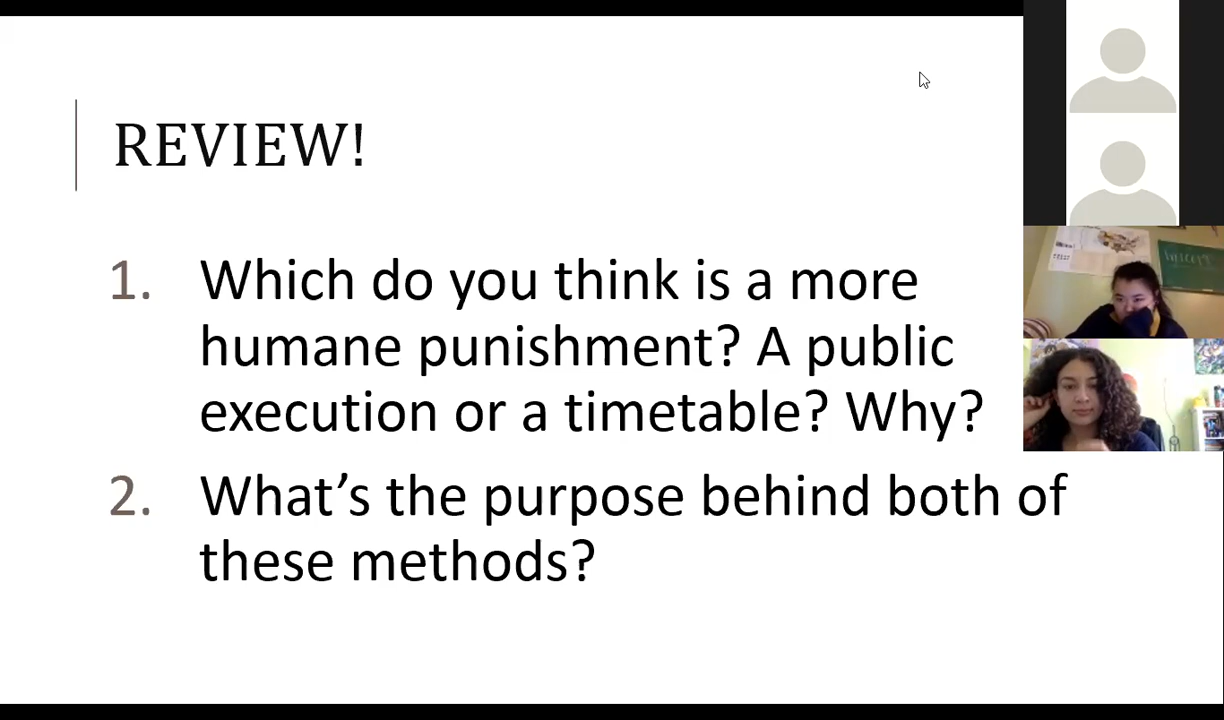 REVIEW!
1. Which do you think is a more
humane punishment? A public
execution or a timetable? Why?
2. What’s the purpose behind both of
these methods?